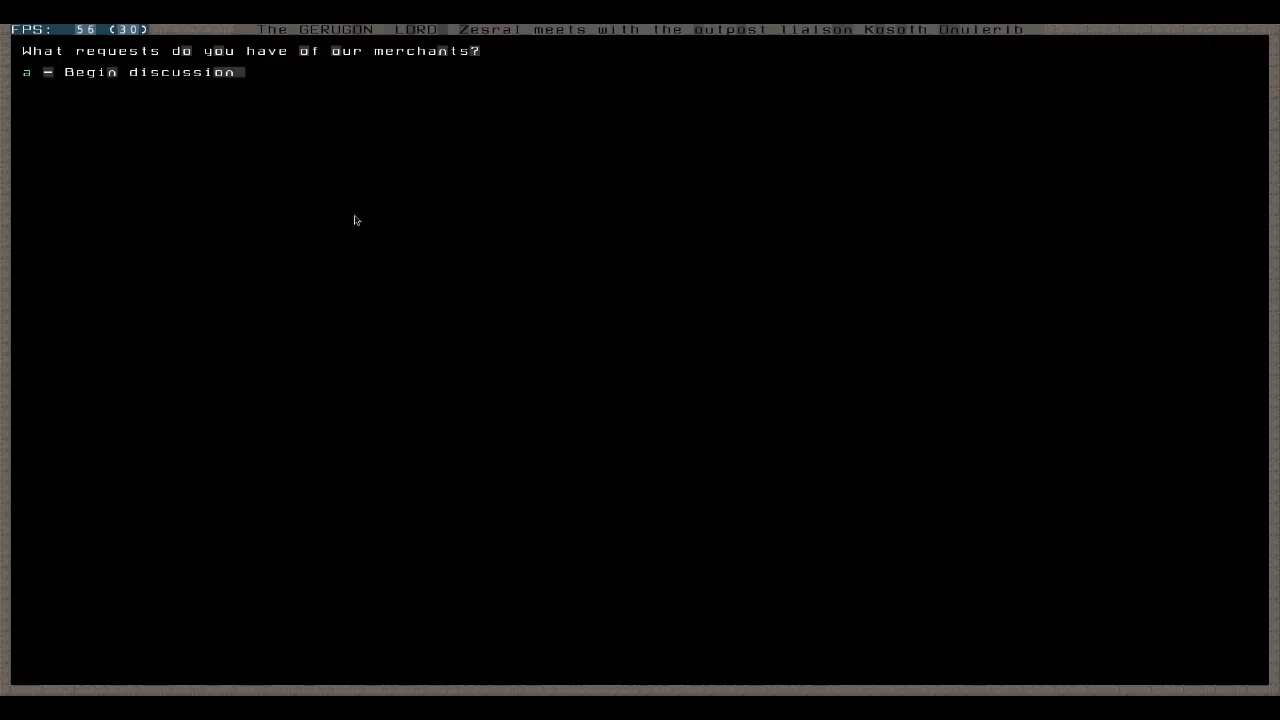 FPS: 56 (30) The GERUGON LORD Zesral meets with the outpost liaison Kosoth Onulerib
What requests do you have of our merchants?
a - Begin discussion